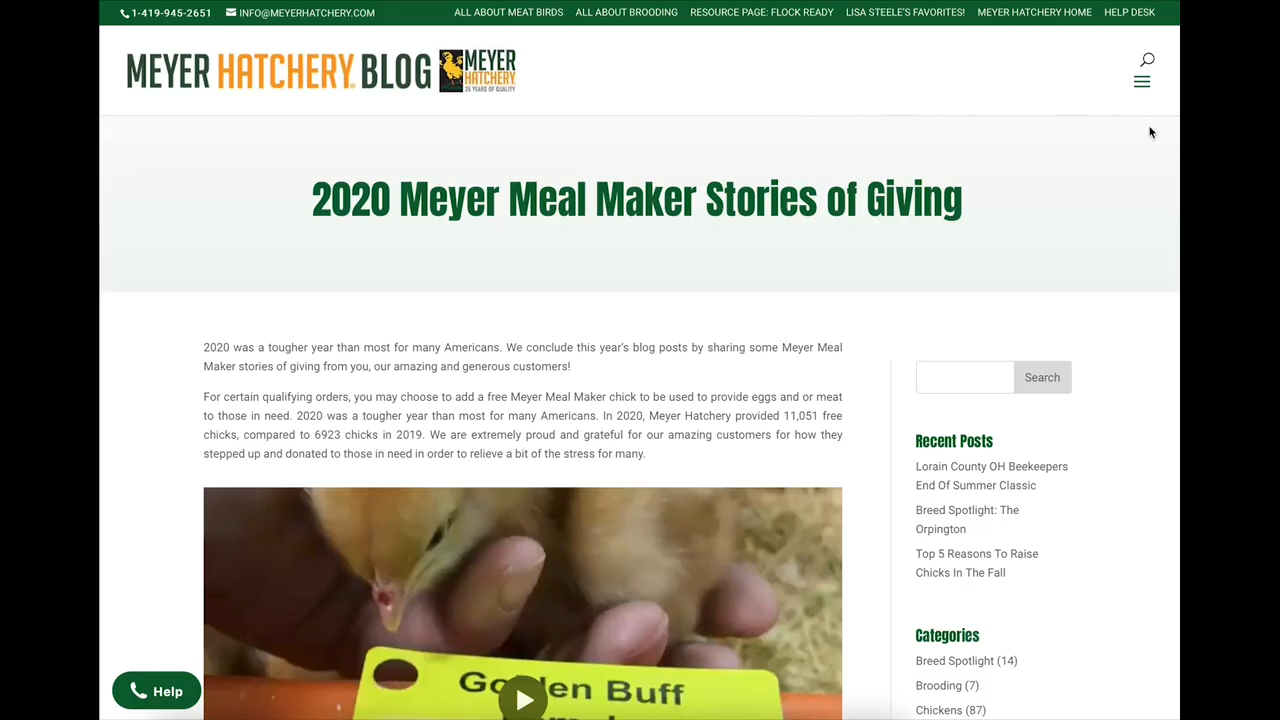 1-419-945-2651 INFO@MEYERHATCHERY.COM ALL ABOUT MEAT BIRDS ALL ABOUT BROODING RESOURCE PAGE: FLOCK READY LISA STEELE'S FAVORITES! MEYER HATCHERY HOME HELP DESK
MEYER HATCHERY BLOG
MEYER
HATCHERY
25 YEARS OF QUALITY
2020 Meyer Meal Maker Stories of Giving
2020 was a tougher year than most for many Americans. We conclude this year's blog posts by sharing some Meyer Meal
Maker stories of giving from you, our amazing and generous customers!
For certain qualifying orders, you may choose to add a free Meyer Meal Maker chick to be used to provide eggs and or meat
to those in need. 2020 was a tougher year than most for many Americans. In 2020, Meyer Hatchery provided 11,051 free
chicks, compared to 6923 chicks in 2019. We are extremely proud and grateful for our amazing customers for how they
stepped up and donated to those in need in order to relieve a bit of the stress for many.
Golden Buff
Help
Search
Recent Posts
Lorain County OH Beekeepers
End Of Summer Classic
Breed Spotlight: The
Orpington
Top 5 Reasons To Raise
Chicks In The Fall
Categories
Breed Spotlight (14)
Brooding (7)
Chickens (87)